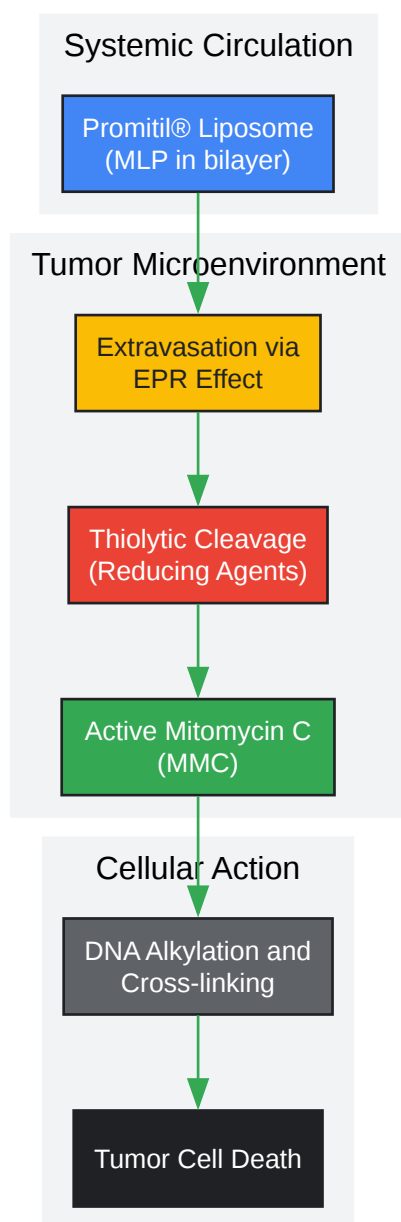 Systemic Circulation
Promitil® Liposome
(MLP in bilayer)
Tumor Microenvironment
Extravasation via
EPR Effect
Thiolytic Cleavage
(Reducing Agents)
Active Mitomycin C
(MMC)
Cellular Action
DNA Alkylation and
Cross-linking
Tumor Cell Death